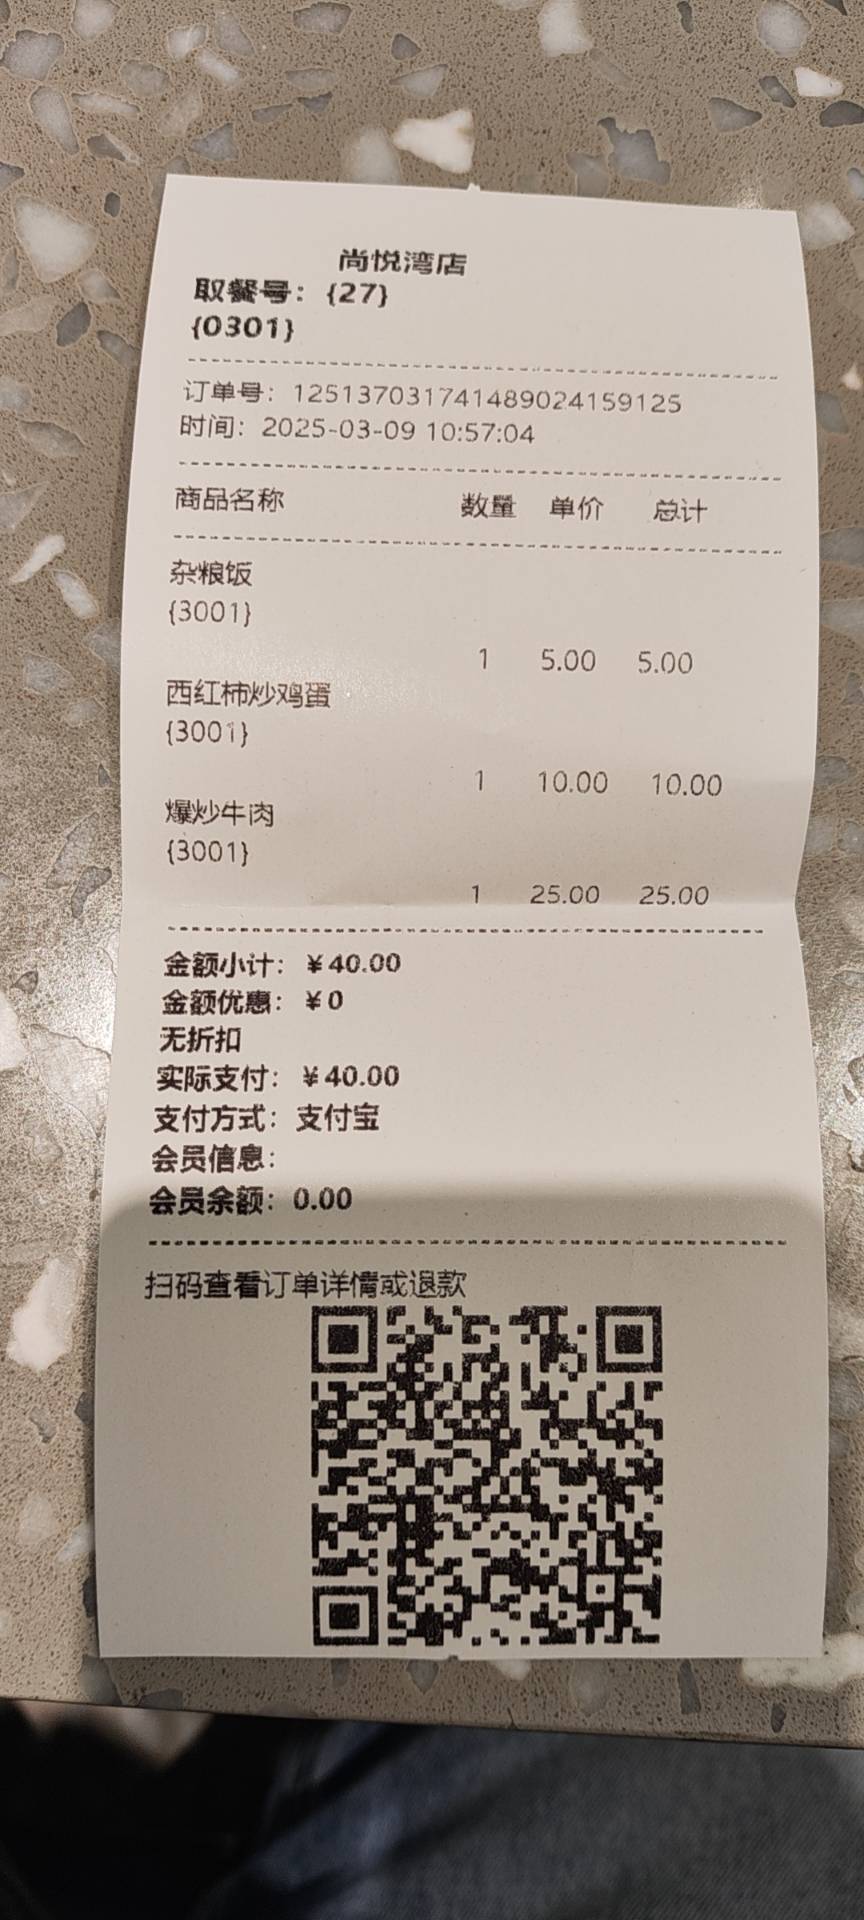 尚悦湾店
取餐号：{27}
{0301}
订单号：1251370317414890241​59125
时间：2025-03-09 10:57:04
商品名称 数量 单价 总计
杂粮饭
{3001}
1 5.00 5.00
西红柿炒鸡蛋
{3001}
1 10.00 10.00
爆炒牛肉
{3001}
1 25.00 25.00
金额小计：￥40.00
金额优惠：￥0
无折扣
实际支付：￥40.00
支付方式：支付宝
会员信息：
会员余额：0.00
扫码查看订单详情或退款